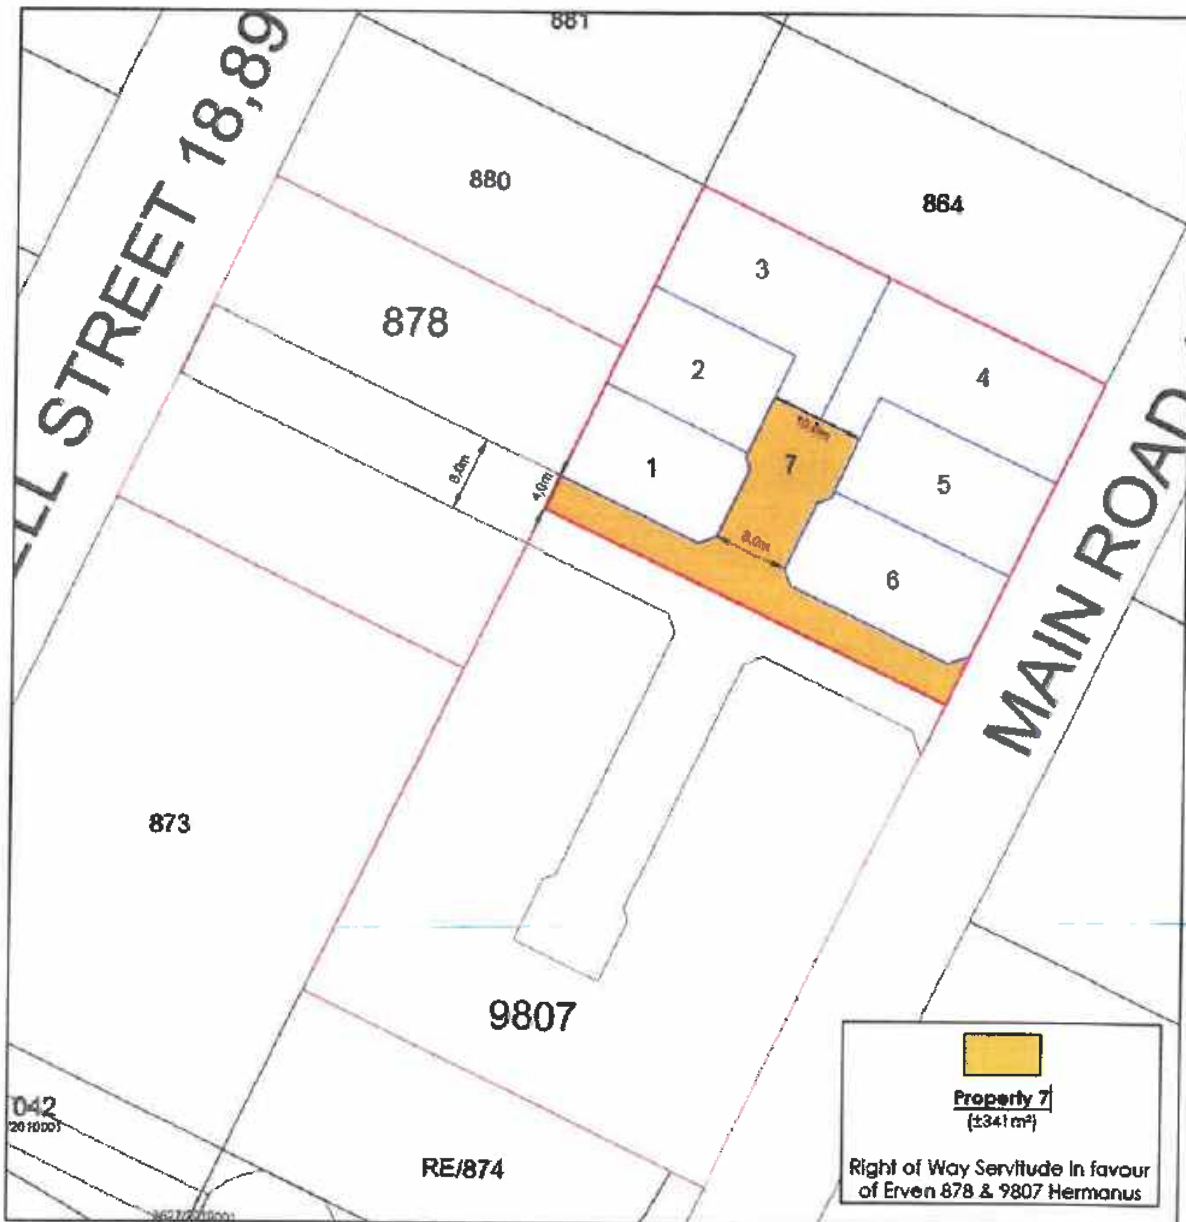 881
LL STREET 18,89
880
864
3
878
4
2
10,0m
7
1
5
8,0m
4,0m
8,0m
6
MAIN ROAD
873
9807
Property 7
(±341m²)
042
RE/874
Right of Way Servitude in favour
of Erven 878 & 9807 Hermanus